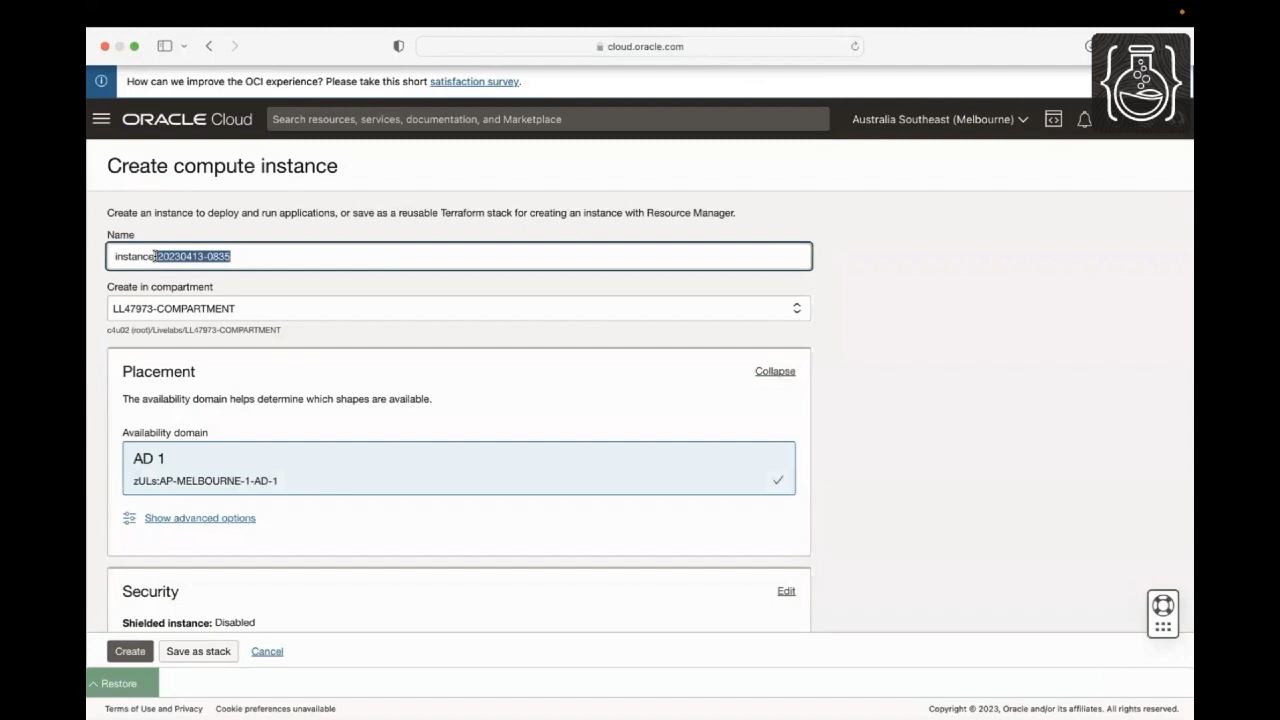 cloud.oracle.com
How can we improve the OCI experience? Please take this short satisfaction survey.
ORACLE Cloud
Search resources, services, documentation, and Marketplace
Australia Southeast (Melbourne)
Create compute instance
Create an instance to deploy and run applications, or save as a reusable Terraform stack for creating an instance with Resource Manager.
Name
instance-20230413-0835
Create in compartment
LL47973-COMPARTMENT
c4u02 (root)/Livelabs/LL47973-COMPARTMENT
Placement
Collapse
The availability domain helps determine which shapes are available.
Availability domain
AD 1
zULs:AP-MELBOURNE-1-AD-1
Show advanced options
Security
Edit
Shielded instance: Disabled
Create
Save as stack
Cancel
Restore
Terms of Use and Privacy
Cookie preferences unavailable
Copyright © 2023, Oracle and/or its affiliates. All rights reserved.